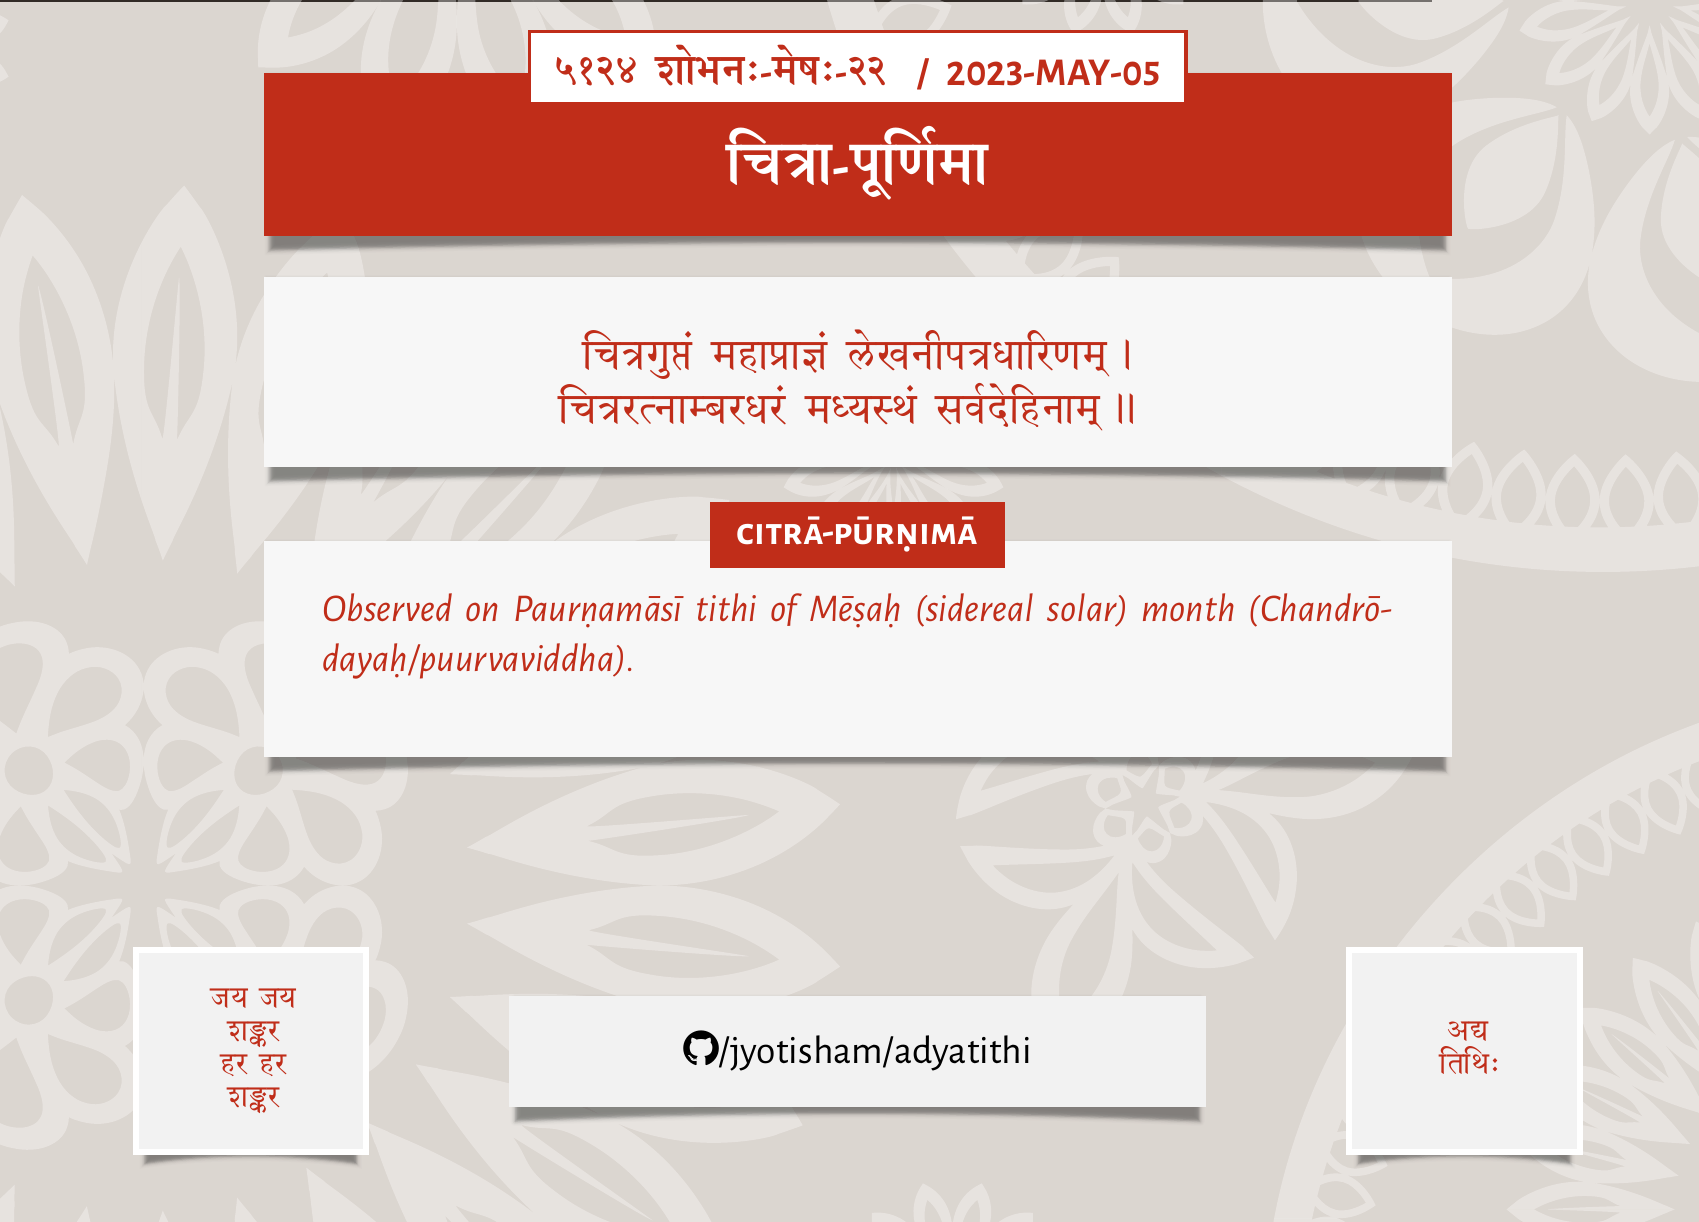 ५१२४ शोभनः-मेषः-२२ / 2023-MAY-05
चित्रा-पूर्णिमा
चित्रगुप्तं महाप्राज्ञं लेखनीपत्रधारिणम् ।
चित्ररत्नाम्बरधरं मध्यस्थं सर्वदेहिनाम् ॥
CITRĀ-PŪRṆIMĀ
Observed on Paurṇamāsī tithi of Mēṣaḥ (sidereal solar) month (Chandrō-
dayaḥ/puurvaviddha).
जय जय
शङ्कर
हर हर
शङ्कर
/jyotisham/adyatithi
अद्य
तिथिः